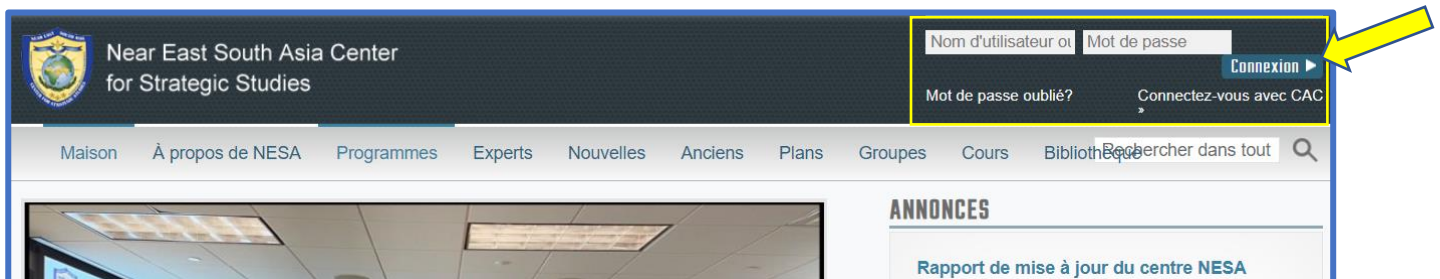 Near East South Asia Center
for Strategic Studies
Nom d'utilisateur ou Mot de passe
Connexion
Mot de passe oublié? Connectez-vous avec CAC
»
Maison À propos de NESA Programmes Experts Nouvelles Anciens Plans Groupes Cours Bibliothèque Rechercher dans tout
ANNONCES
Rapport de mise à jour du centre NESA